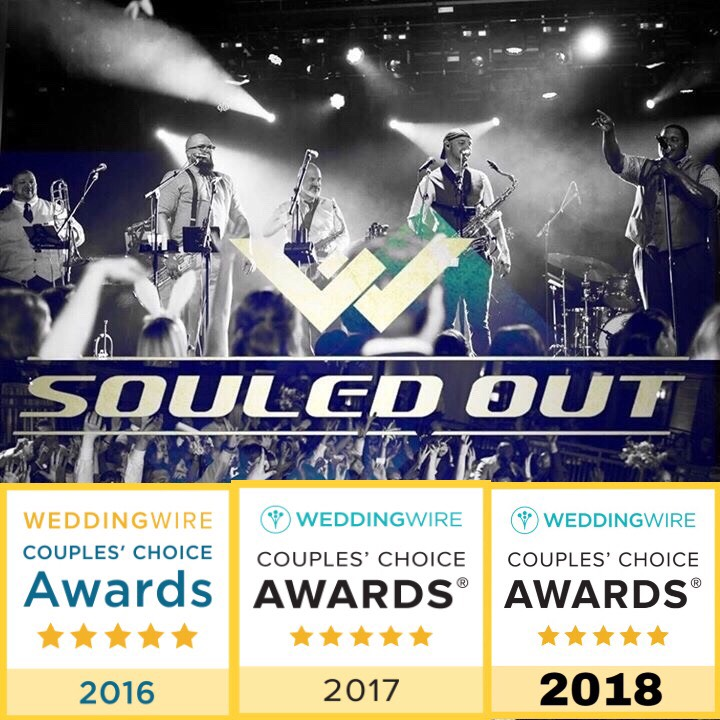 SOULED OUT
WEDDINGWIRE
COUPLES' CHOICE
Awards
2016
WEDDINGWIRE
COUPLES' CHOICE
AWARDS®
2017
WEDDINGWIRE
COUPLES' CHOICE
AWARDS®
2018